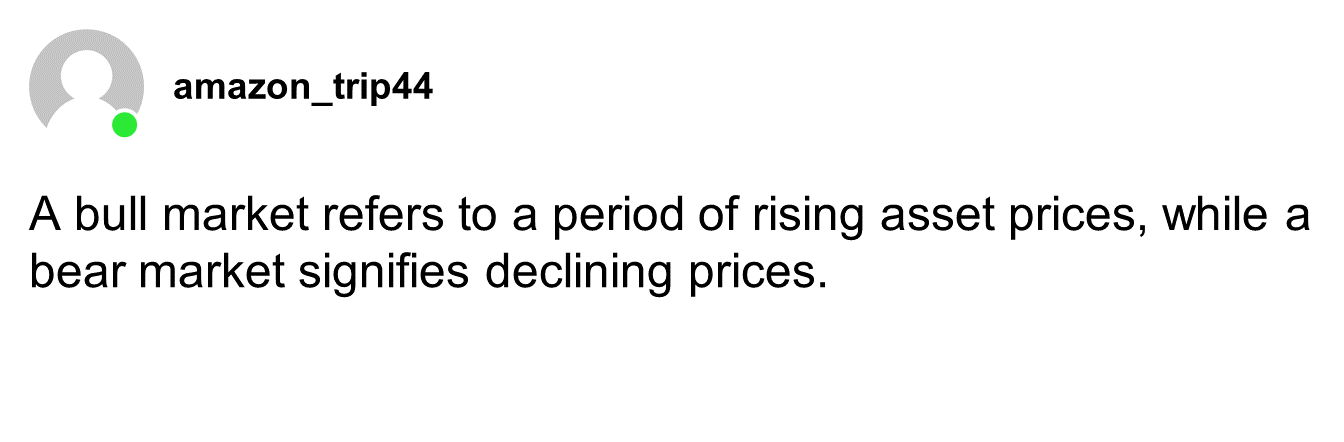 amazon_trip44
A bull market refers to a period of rising asset prices, while a
bear market signifies declining prices.